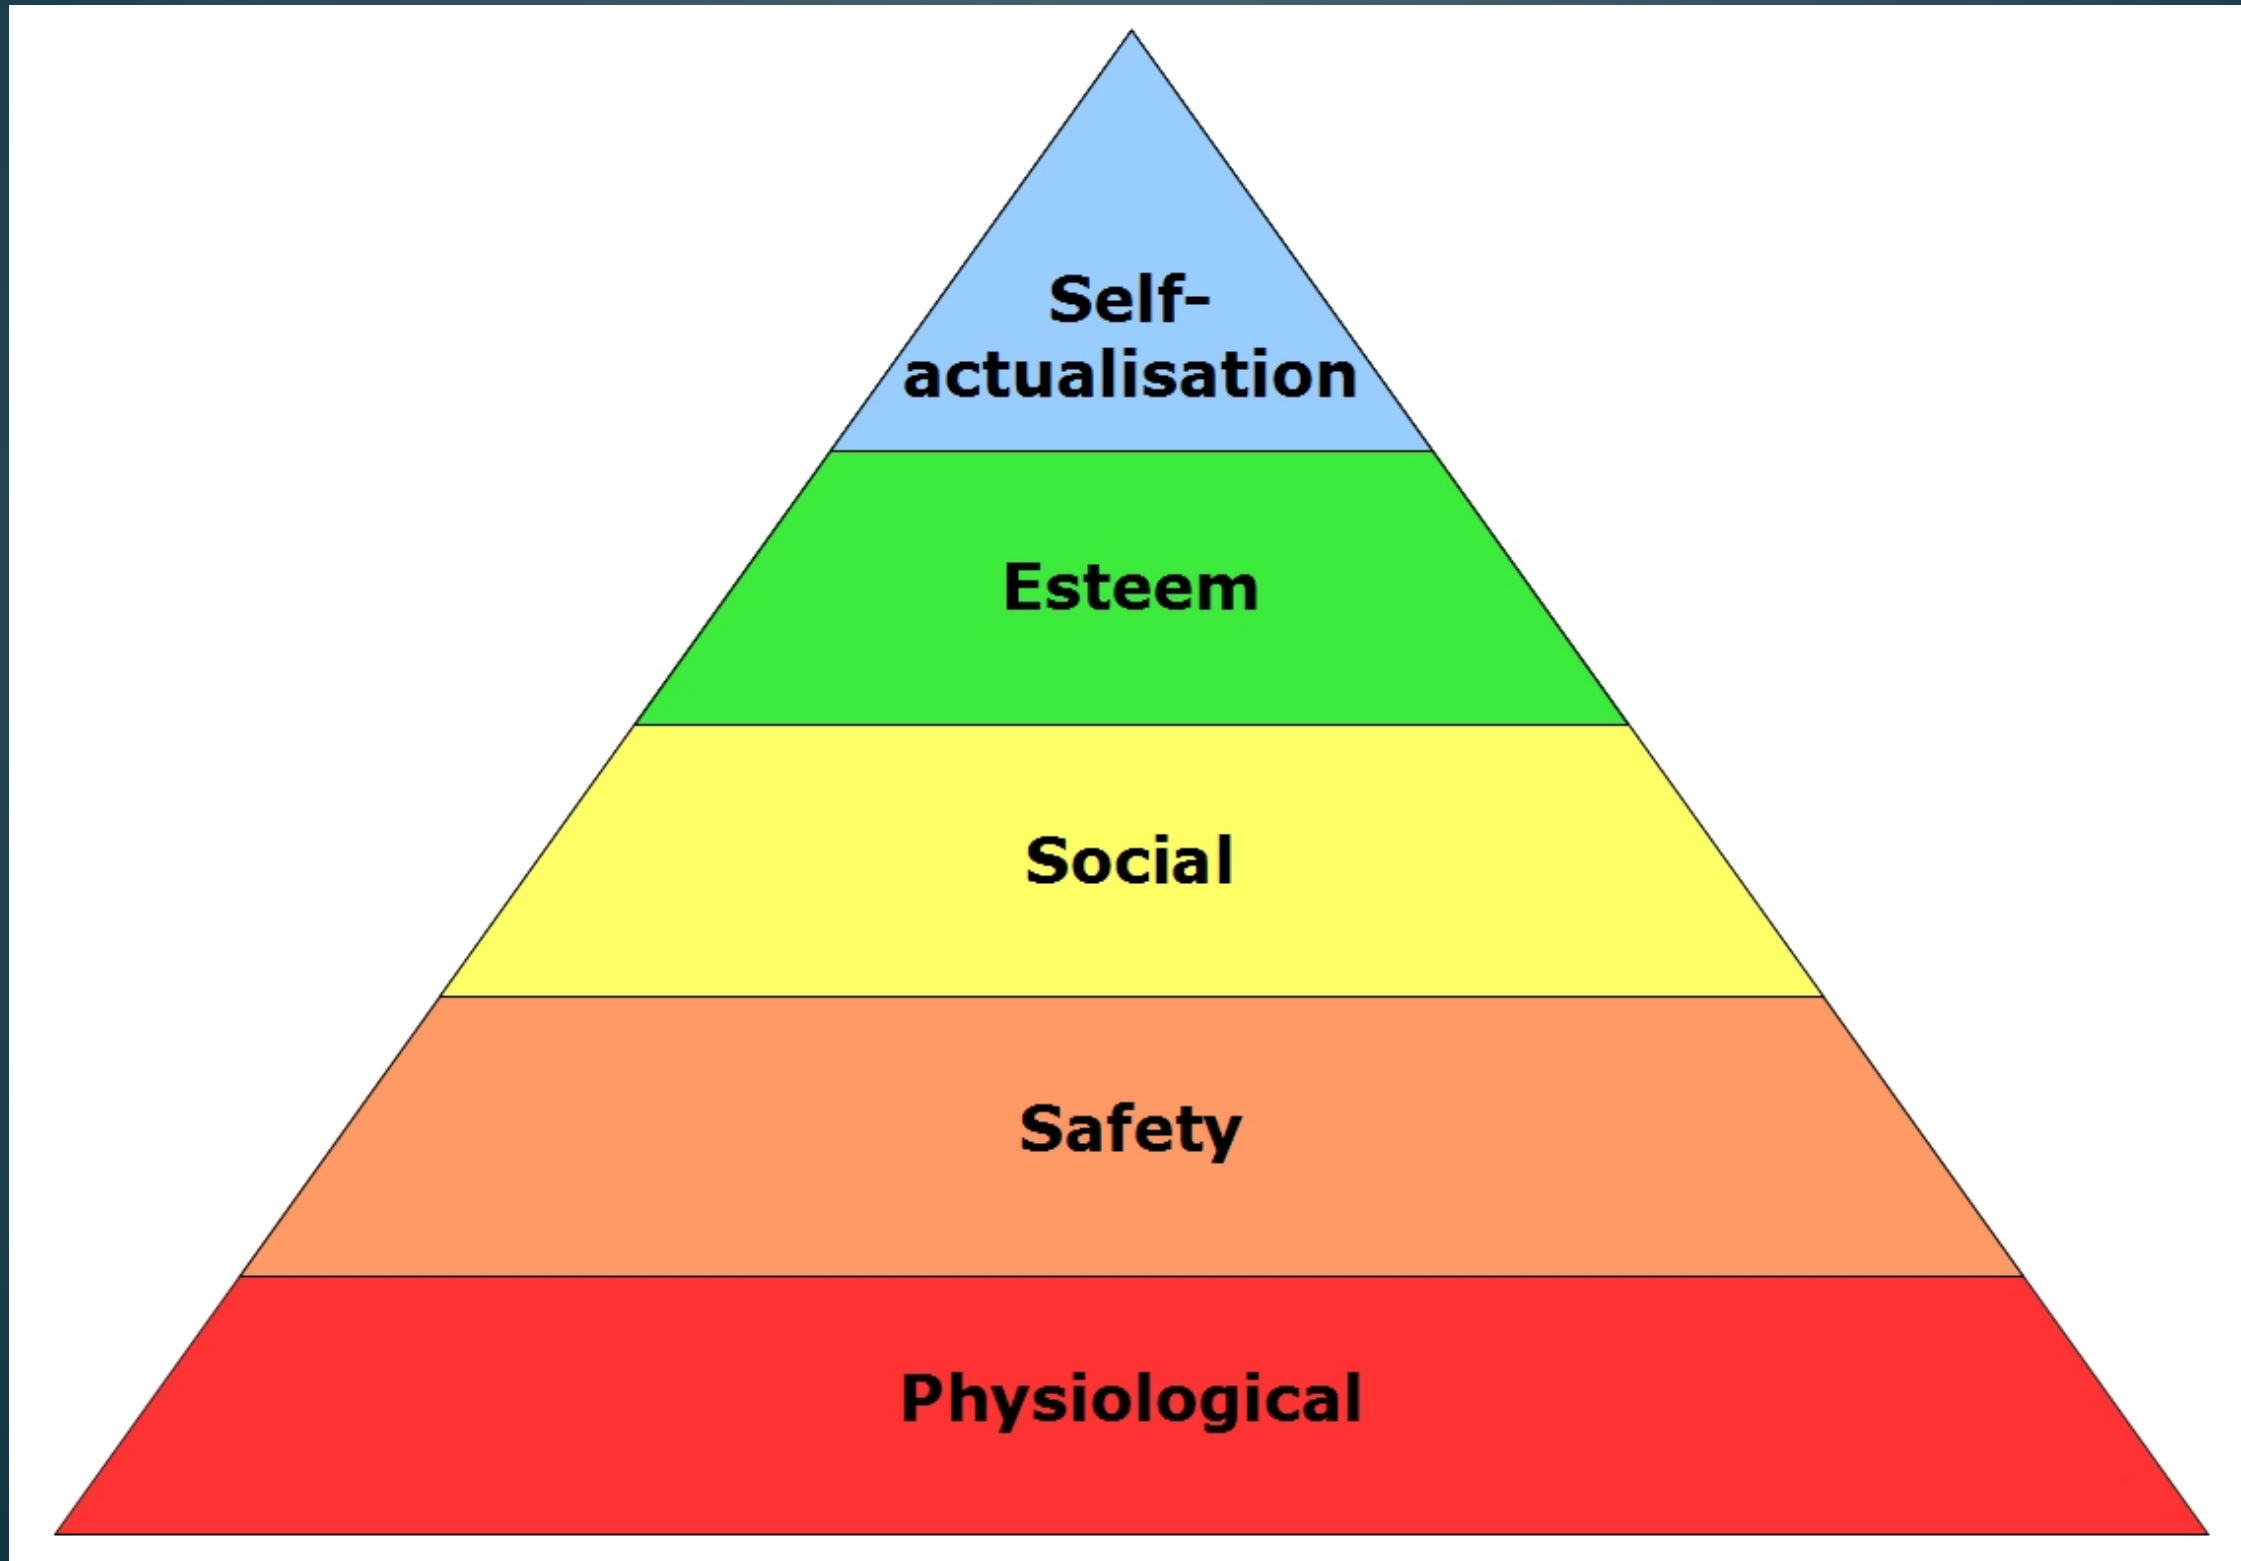 Self-
actualisation
Esteem
Social
Safety
Physiological